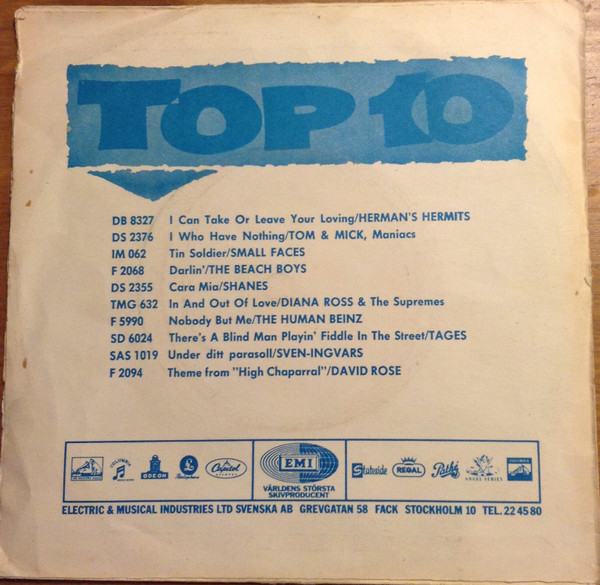 TOP 10
DB 8327 I Can Take Or Leave Your Loving/HERMAN'S HERMITS
DS 2376 I Who Have Nothing/TOM & MICK, Maniacs
IM 062 Tin Soldier/SMALL FACES
F 2068 Darlin'/THE BEACH BOYS
DS 2355 Cara Mia/SHANES
TMG 632 In And Out Of Love/DIANA ROSS & The Supremes
F 5990 Nobody But Me/THE HUMAN BEINZ
SD 6024 There's A Blind Man Playin' Fiddle In The Street/TAGES
SAS 1019 Under ditt parasoll/SVEN-INGVARS
F 2094 Theme from "High Chaparral"/DAVID ROSE
COLUMBIA ODEON Parlophone Capitol EMI Stateside REGAL Pathé ANGEL SERIES
VÄRLDENS STÖRSTA
SKIVPRODUCENT
ELECTRIC & MUSICAL INDUSTRIES LTD SVENSKA AB GREVGATAN 58 FACK STOCKHOLM 10 TEL. 22 45 80